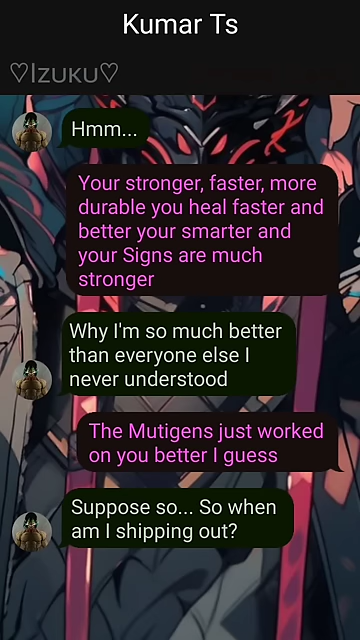 Kumar Ts
♡Izuku♡
Hmm...
Your stronger, faster, more
durable you heal faster and
better your smarter and
your Signs are much
stronger
Why I'm so much better
than everyone else I
never understood
The Mutigens just worked
on you better I guess
Suppose so... So when
am I shipping out?